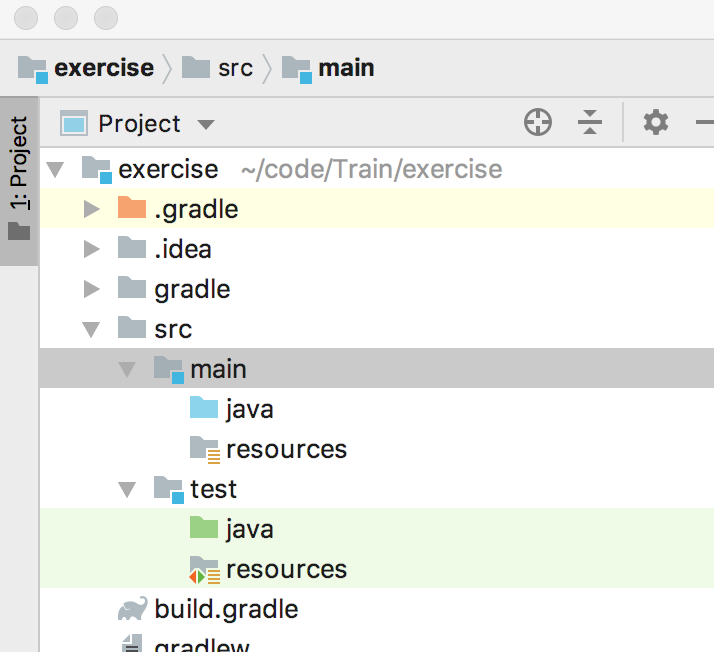 exercise src main
1: Project
Project
exercise ~/code/Train/exercise
.gradle
.idea
gradle
src
main
java
resources
test
java
resources
build.gradle
gradlew